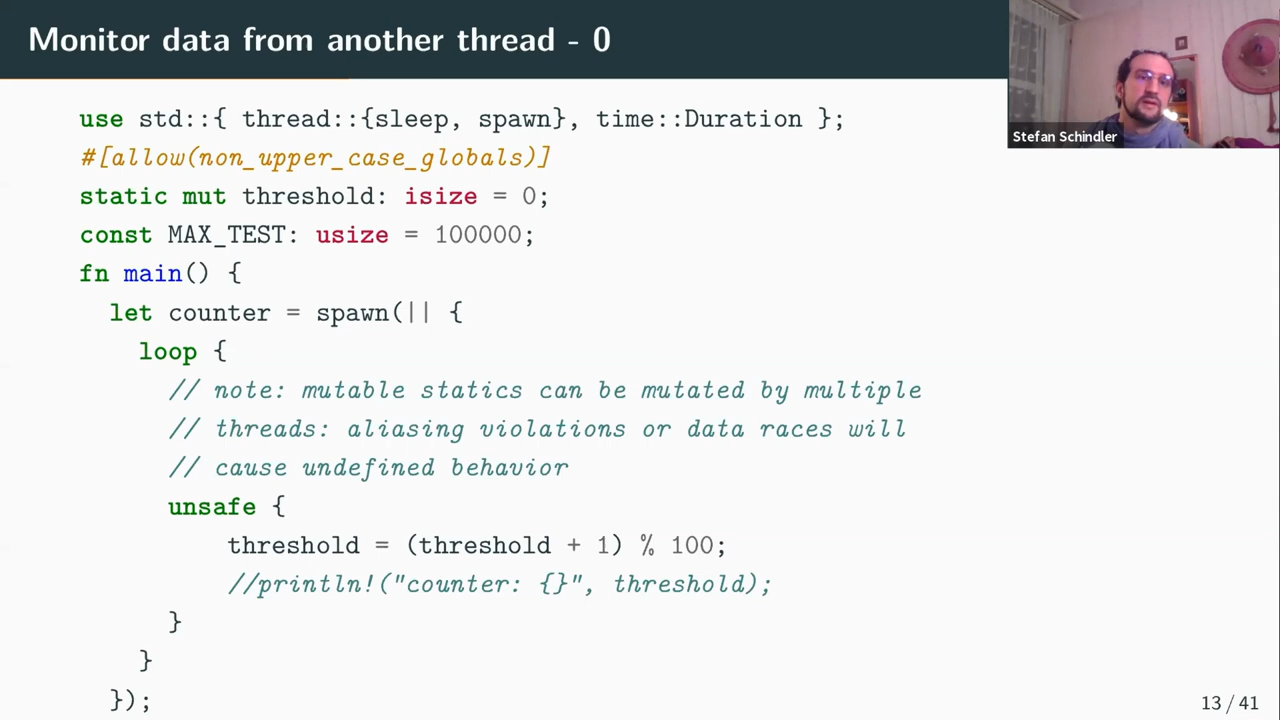 Monitor data from another thread - 0
Stefan Schindler
use std::{ thread::{sleep, spawn}, time::Duration };
#[allow(non_upper_case_globals)]
static mut threshold: isize = 0;
const MAX_TEST: usize = 100000;
fn main() {
let counter = spawn(|| {
loop {
// note: mutable statics can be mutated by multiple
// threads: aliasing violations or data races will
// cause undefined behavior
unsafe {
threshold = (threshold + 1) % 100;
//println!("counter: {}", threshold);
}
}
});
13 / 41